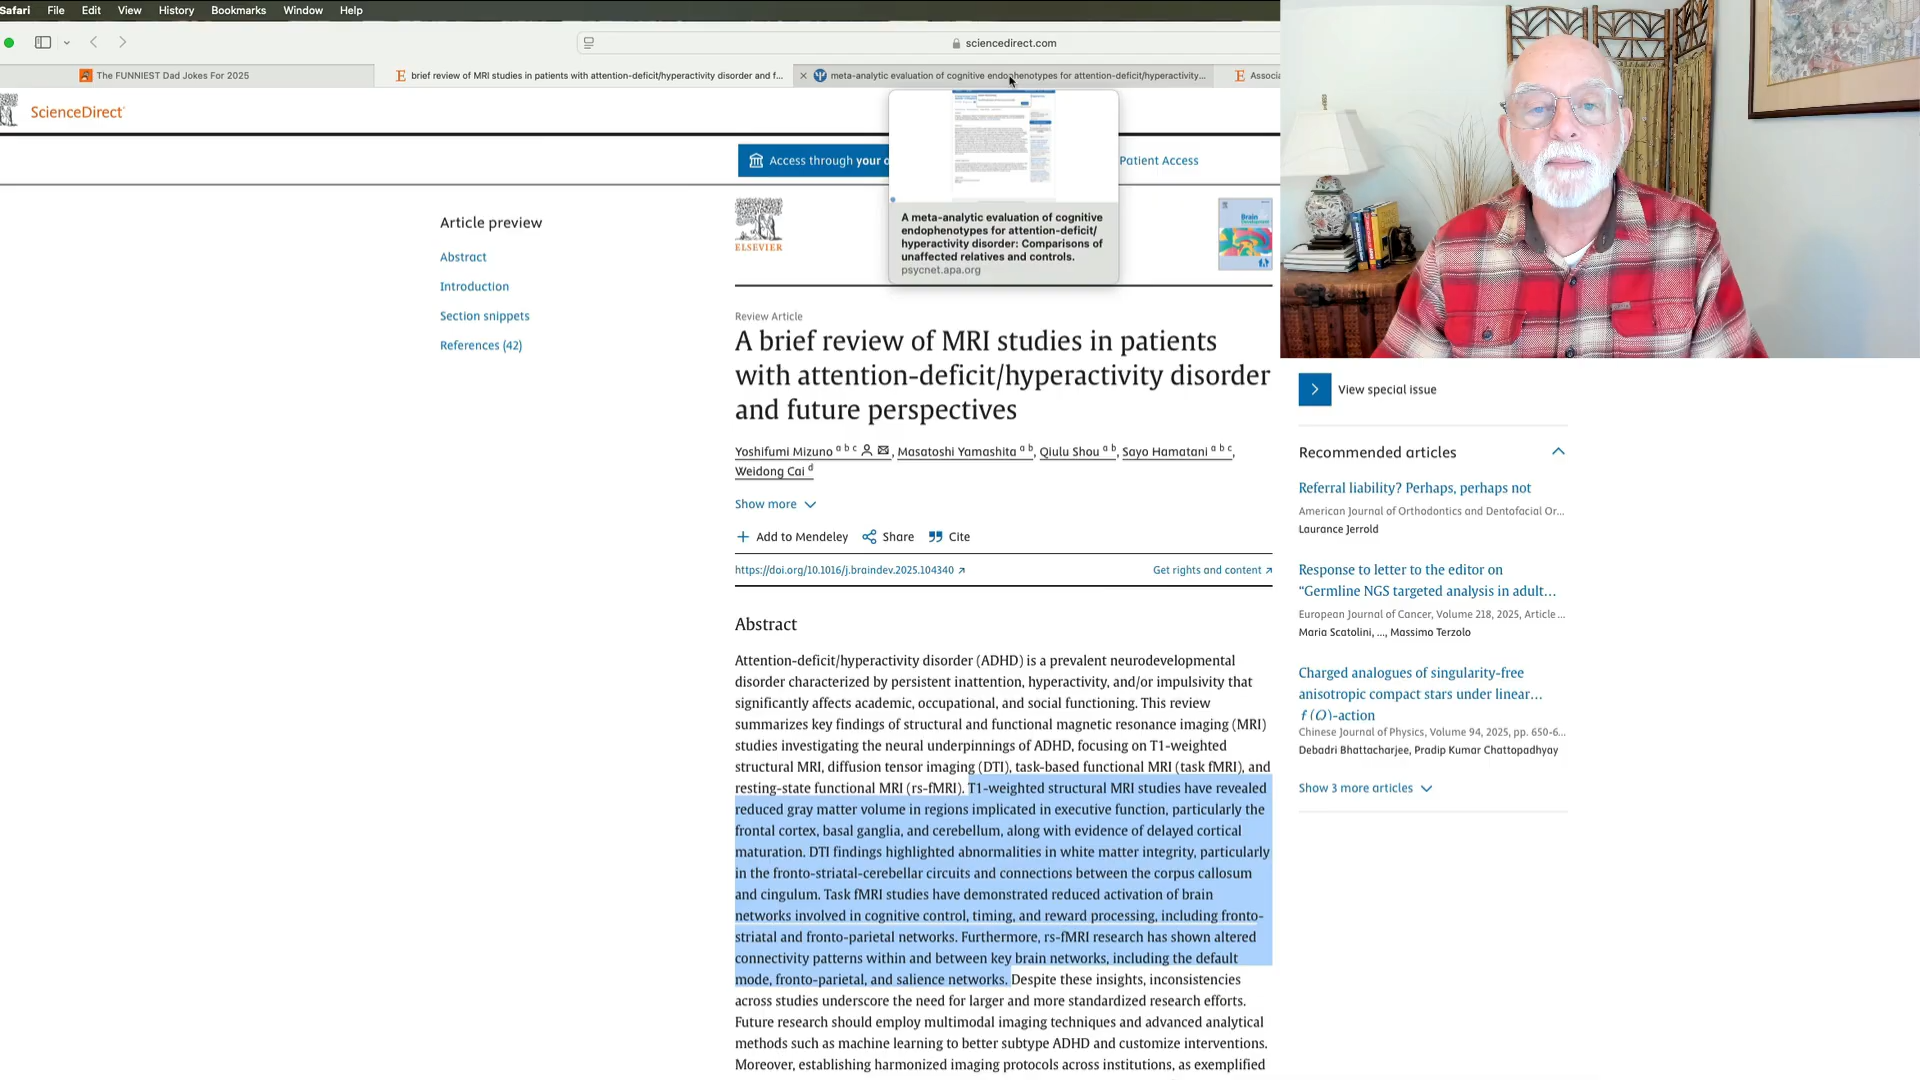 Safari File Edit View History Bookmarks Window Help
sciencedirect.com
The FUNNIEST Dad Jokes For 2025
brief review of MRI studies in patients with attention-deficit/hyperactivity disorder and f...
meta-analytic evaluation of cognitive endophenotypes for attention-deficit/hyperactivity...
Associa
ScienceDirect
Access through your o
Patient Access
A meta-analytic evaluation of cognitive
endophenotypes for attention-deficit/
hyperactivity disorder: Comparisons of
unaffected relatives and controls.
psycnet.apa.org
Article preview
Abstract
Introduction
Section snippets
References (42)
ELSEVIER
Brain
Development
Review Article
A brief review of MRI studies in patients
with attention-deficit/hyperactivity disorder
and future perspectives
Yoshifumi Mizuno a b c, Masatoshi Yamashita a b, Qiulu Shou a b, Sayo Hamatani a b c,
Weidong Cai d
Show more
Add to Mendeley Share Cite
https://doi.org/10.1016/j.braindev.2025.104340
Get rights and content
Abstract
Attention-deficit/hyperactivity disorder (ADHD) is a prevalent neurodevelopmental
disorder characterized by persistent inattention, hyperactivity, and/or impulsivity that
significantly affects academic, occupational, and social functioning. This review
summarizes key findings of structural and functional magnetic resonance imaging (MRI)
studies investigating the neural underpinnings of ADHD, focusing on T1-weighted
structural MRI, diffusion tensor imaging (DTI), task-based functional MRI (task fMRI), and
resting-state functional MRI (rs-fMRI). T1-weighted structural MRI studies have revealed
reduced gray matter volume in regions implicated in executive function, particularly the
frontal cortex, basal ganglia, and cerebellum, along with evidence of delayed cortical
maturation. DTI findings highlighted abnormalities in white matter integrity, particularly
in the fronto-striatal-cerebellar circuits and connections between the corpus callosum
and cingulum. Task fMRI studies have demonstrated reduced activation of brain
networks involved in cognitive control, timing, and reward processing, including fronto-
striatal and fronto-parietal networks. Furthermore, rs-fMRI research has shown altered
connectivity patterns within and between key brain networks, including the default
mode, fronto-parietal, and salience networks. Despite these insights, inconsistencies
across studies underscore the need for larger and more standardized research efforts.
Future research should employ multimodal imaging techniques and advanced analytical
methods such as machine learning to better subtype ADHD and customize interventions.
Moreover, establishing harmonized imaging protocols across institutions, as exemplified
View special issue
Recommended articles
Referral liability? Perhaps, perhaps not
American Journal of Orthodontics and Dentofacial Or...
Laurance Jerrold
Response to letter to the editor on
“Germline NGS targeted analysis in adult...
European Journal of Cancer, Volume 218, 2025, Article ...
Maria Scatolini, ..., Massimo Terzolo
Charged analogues of singularity-free
anisotropic compact stars under linear...
f (Q)-action
Chinese Journal of Physics, Volume 94, 2025, pp. 650-6...
Debadri Bhattacharjee, Pradip Kumar Chattopadhyay
Show 3 more articles